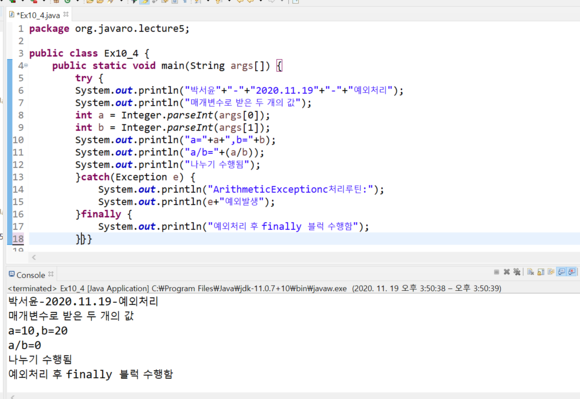 *Ex10_4.java
1 package org.javaro.lecture5;
2
3 public class Ex10_4 {
4 public static void main(String args[]) {
5 try {
6 System.out.println("박서윤"+"-"+"2020.11.19"+"-"+"예외처리");
7 System.out.println("매개변수로 받은 두 개의 값");
8 int a = Integer.parseInt(args[0]);
9 int b = Integer.parseInt(args[1]);
10 System.out.println("a="+a+",b="+b);
11 System.out.println("a/b="+(a/b));
12 System.out.println("나누기 수행됨");
13 }catch(Exception e) {
14 System.out.println("ArithmeticExceptionc처리루틴:");
15 System.out.println(e+"예외발생");
16 }finally {
17 System.out.println("예외처리 후 finally 블럭 수행함");
18 }}}
19
Console
<terminated> Ex10_4 [Java Application] C:₩Program Files₩Java₩jdk-11.0.7+10₩bin₩javaw.exe (2020. 11. 19 오후 3:50:38 – 오후 3:50:39)
박서윤-2020.11.19-예외처리
매개변수로 받은 두 개의 값
a=10,b=20
a/b=0
나누기 수행됨
예외처리 후 finally 블럭 수행함